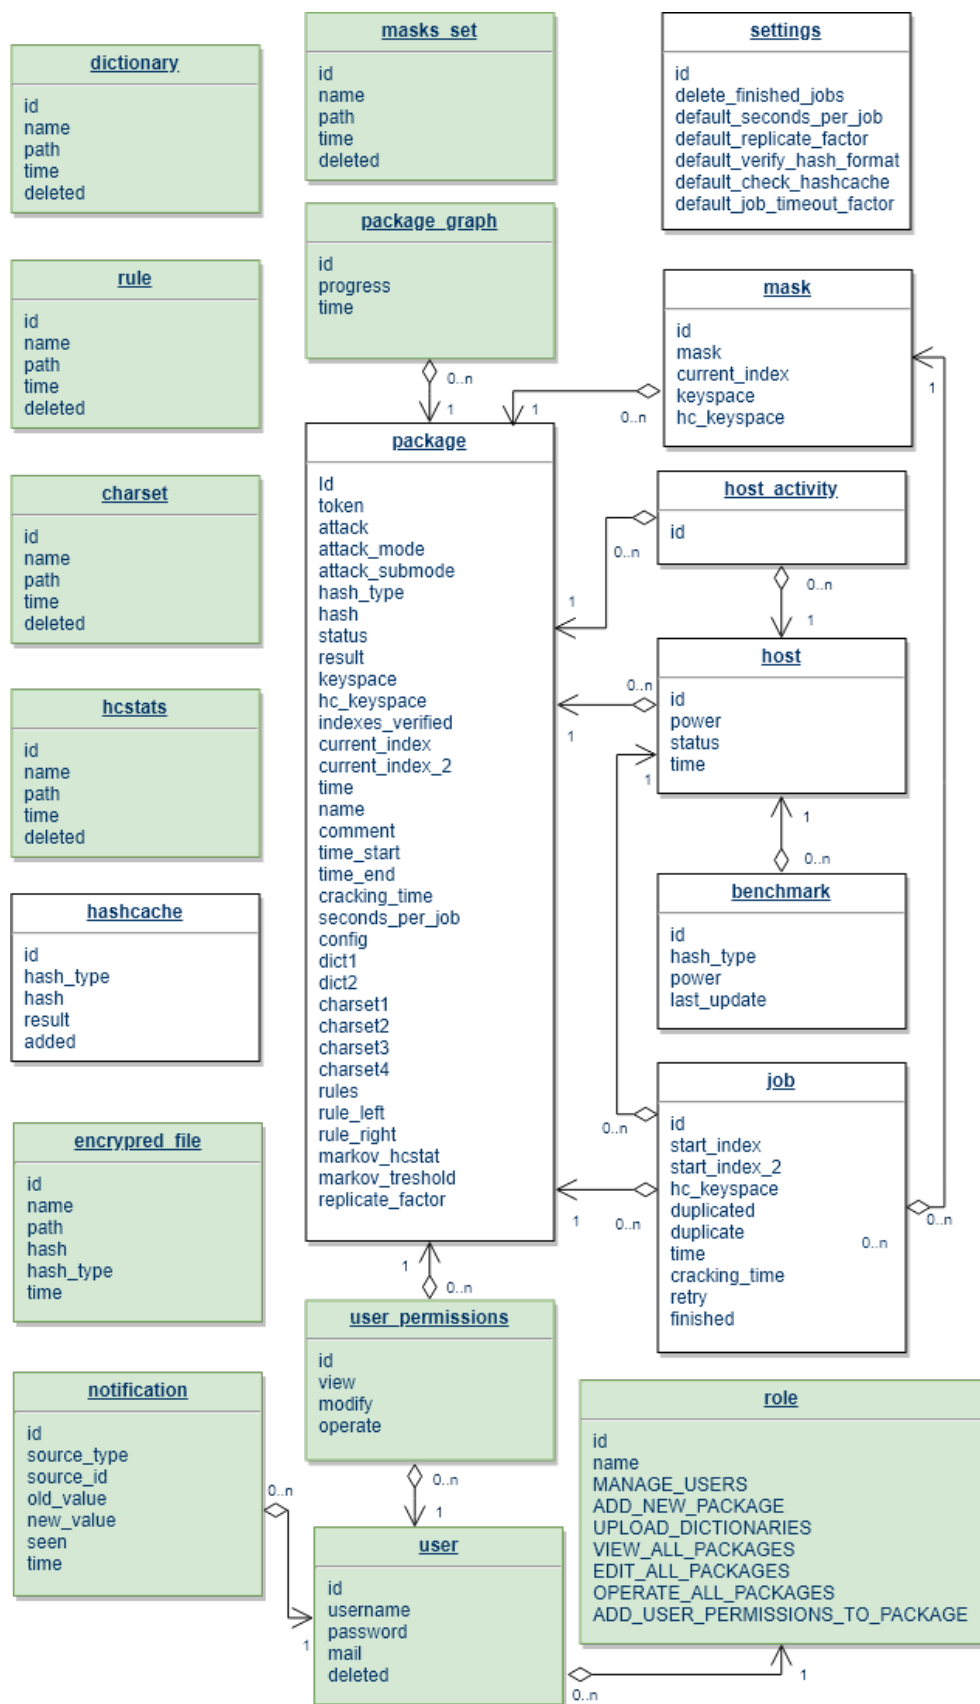 dictionary
id
name
path
time
deleted
rule
id
name
path
time
deleted
charset
id
name
path
time
deleted
hcstats
id
name
path
time
deleted
hashcache
id
hash_type
hash
result
added
encrypred_file
id
name
path
hash
hash_type
time
notification
id
source_type
source_id
old_value
new_value
seen
time
0..n
1
masks_set
id
name
path
time
deleted
package_graph
id
progress
time
0..n
1
package
Id
token
attack
attack_mode
attack_submode
hash_type
hash
status
result
keyspace
hc_keyspace
indexes_verified
current_index
current_index_2
time
name
comment
time_start
time_end
cracking_time
seconds_per_job
config
dict1
dict2
charset1
charset2
charset3
charset4
rules
rule_left
rule_right
markov_hcstat
markov_treshold
replicate_factor
1
0..n
user_permissions
id
view
modify
operate
0..n
1
user
id
username
password
mail
deleted
0..n
1
settings
id
delete_finished_jobs
default_seconds_per_job
default_replicate_factor
default_verify_hash_format
default_check_hashcache
default_job_timeout_factor
mask
id
mask
current_index
keyspace
hc_keyspace
1
1
0..n
host_activity
id
0..n
1
0..n
1
host
id
power
status
time
0..n
1
1
1
0..n
benchmark
id
hash_type
power
last_update
job
id
start_index
start_index_2
hc_keyspace
duplicated
duplicate
time
cracking_time
retry
finished
0..n
1
0..n
0..n
0..n
role
id
name
MANAGE_USERS
ADD_NEW_PACKAGE
UPLOAD_DICTIONARIES
VIEW_ALL_PACKAGES
EDIT_ALL_PACKAGES
OPERATE_ALL_PACKAGES
ADD_USER_PERMISSIONS_TO_PACKAGE